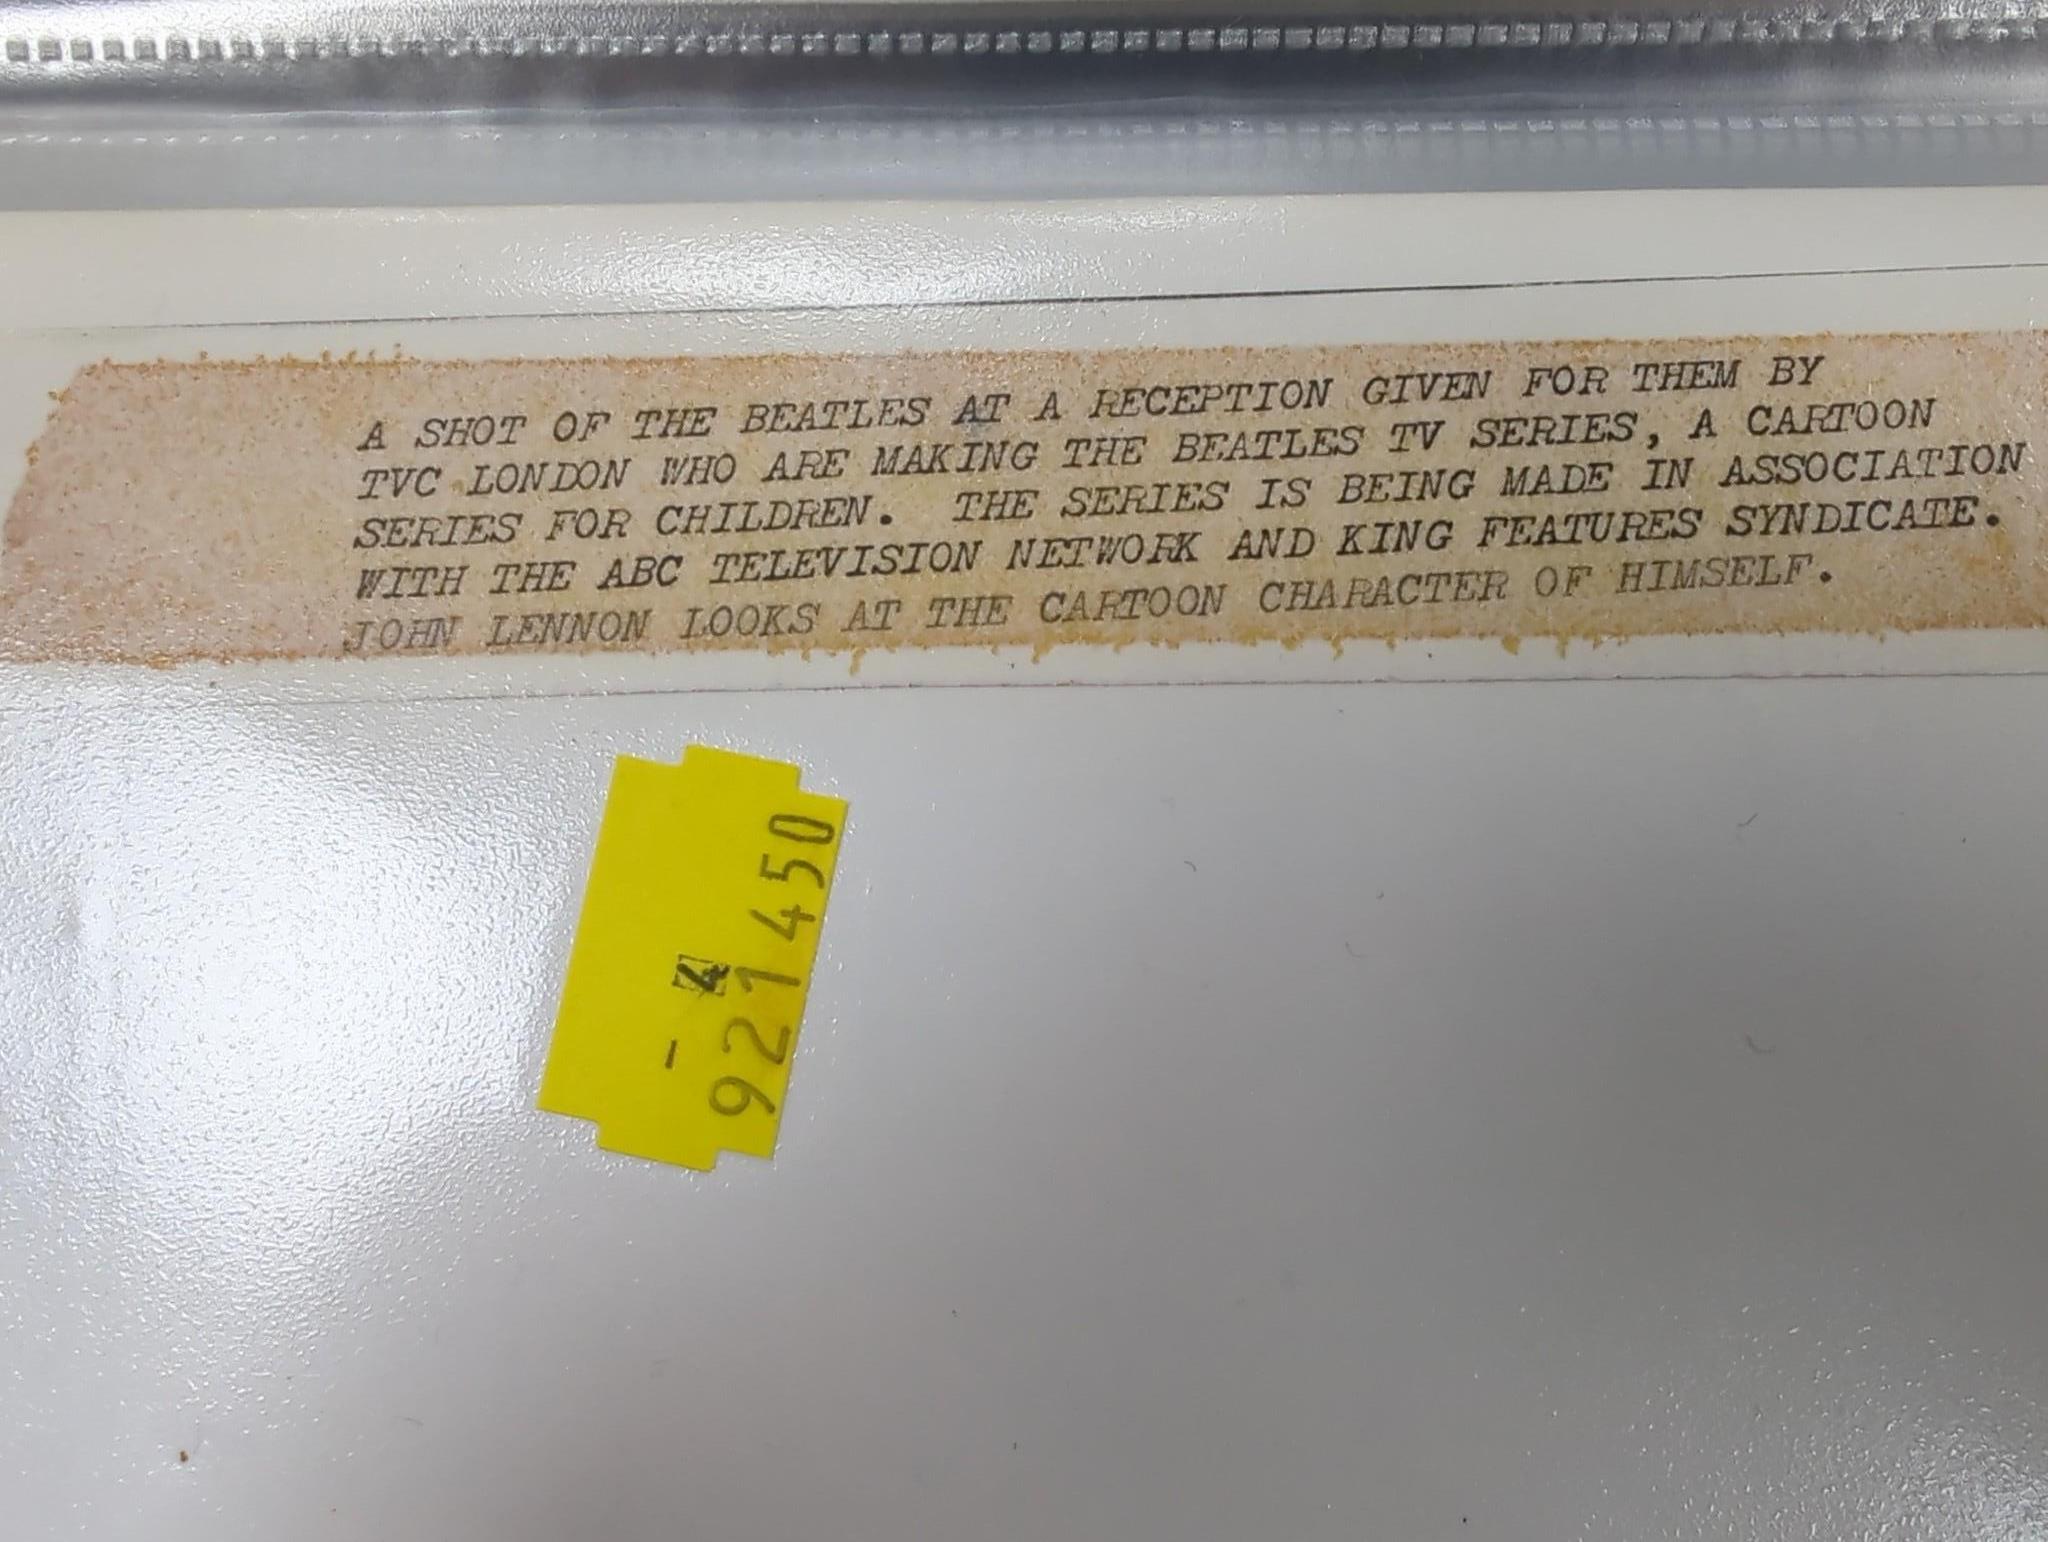 A SHOT OF THE BEATLES AT A RECEPTION GIVEN FOR THEM BY
TVC LONDON WHO ARE MAKING THE BEATLES TV SERIES, A CARTOON
SERIES FOR CHILDREN. THE SERIES IS BEING MADE IN ASSOCIATION
WITH THE ABC TELEVISION NETWORK AND KING FEATURES SYNDICATE.
JOHN LENNON LOOKS AT THE CARTOON CHARACTER OF HIMSELF.
- 4
921450